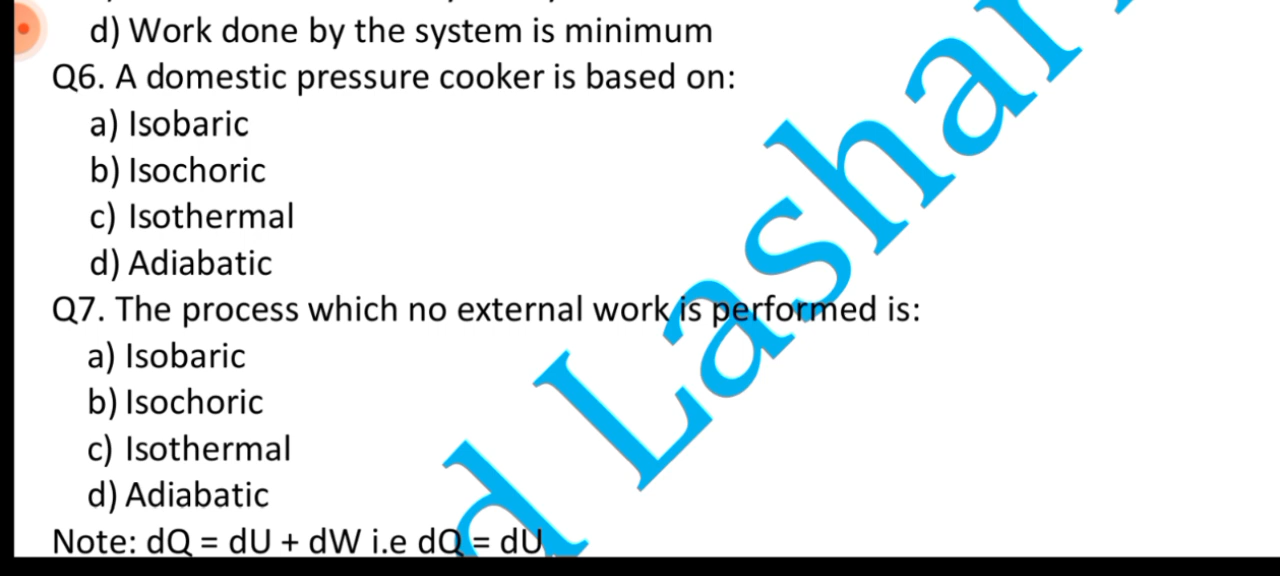 d) Work done by the system is minimum
Q6. A domestic pressure cooker is based on:
a) Isobaric
b) Isochoric
c) Isothermal
d) Adiabatic
Q7. The process which no external work is performed is:
a) Isobaric
b) Isochoric
c) Isothermal
d) Adiabatic
Note: dQ = dU + dW i.e dQ = dU
d Lashar